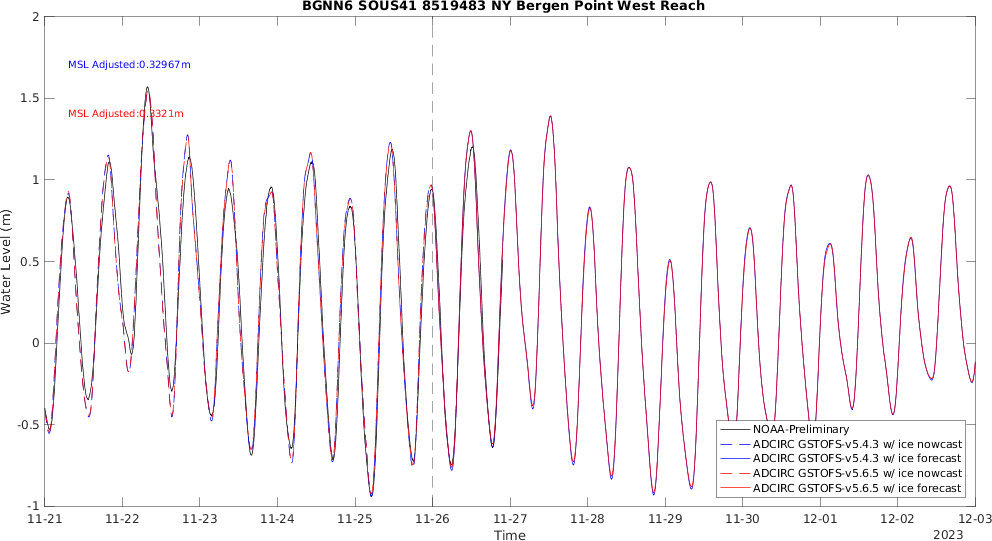 BGNN6 SOUS41 8519483 NY Bergen Point West Reach
2
1.5
1
0.5
0
-0.5
-1
Water Level (m)
MSL Adjusted:0.32967m
MSL Adjusted:0.3321m
NOAA-Preliminary
ADCIRC GSTOFS-v5.4.3 w/ ice nowcast
ADCIRC GSTOFS-v5.4.3 w/ ice forecast
ADCIRC GSTOFS-v5.6.5 w/ ice nowcast
ADCIRC GSTOFS-v5.6.5 w/ ice forecast
11-21 11-22 11-23 11-24 11-25 11-26 11-27 11-28 11-29 11-30 12-01 12-02 12-03
Time
2023